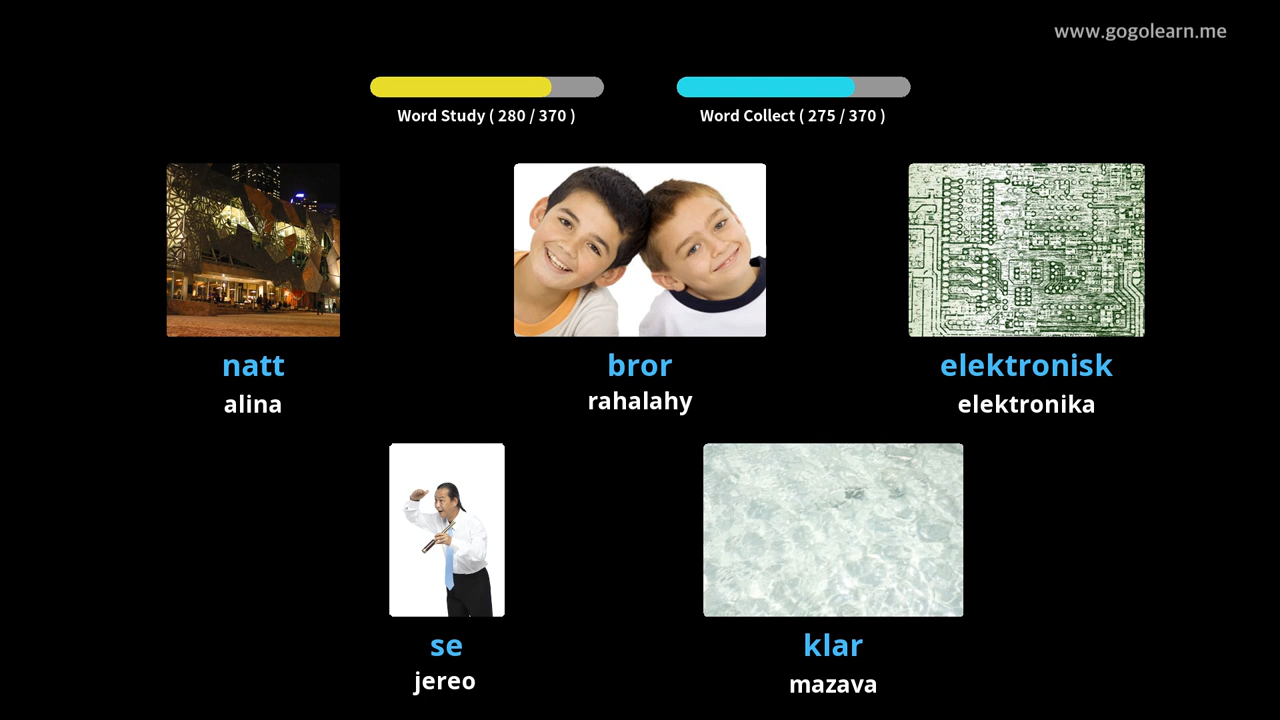 www.gogolearn.me
Word Study ( 280 / 370 )
Word Collect ( 275 / 370 )
natt
alina
bror
rahalahy
elektronisk
elektronika
se
jereo
klar
mazava